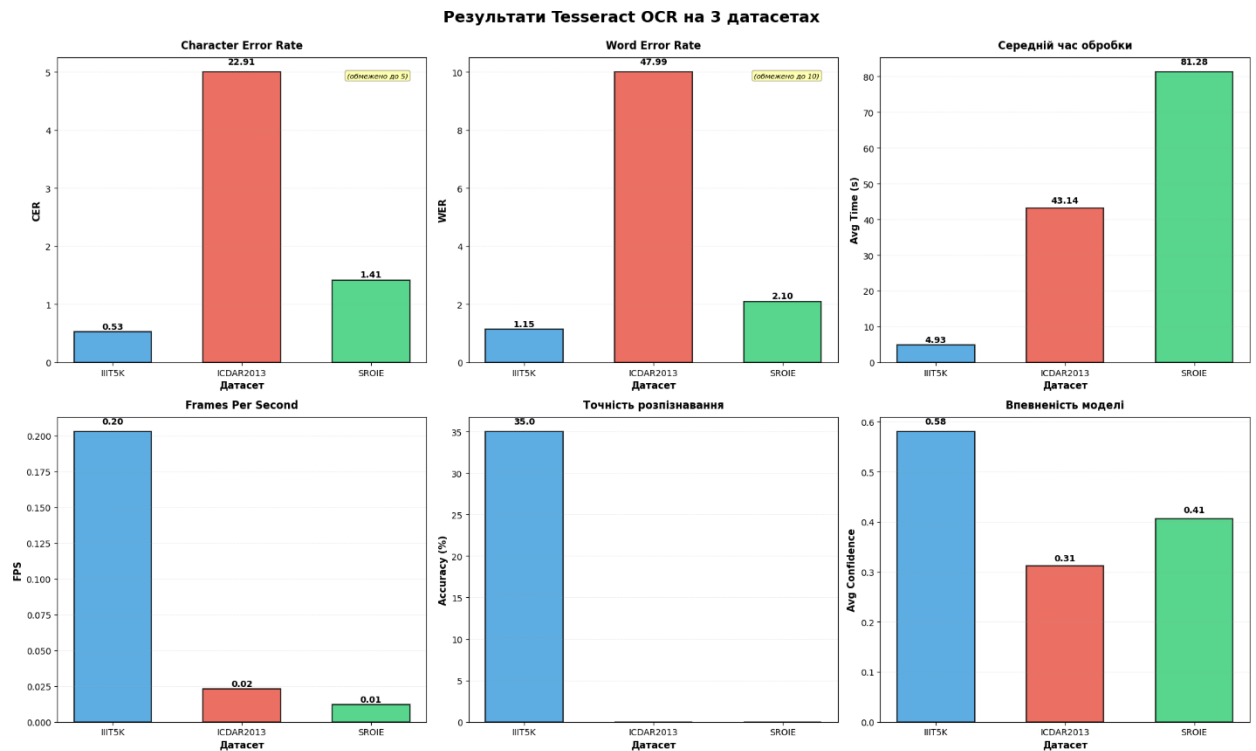 Результати Tesseract OCR на 3 датасетах
Character Error Rate
22.91
(обмежено до 5)
5
4
3
2
1
0
CER
0.53
1.41
IIIT5K
ICDAR2013
SROIE
Датасет
Word Error Rate
47.99
(обмежено до 10)
10
8
6
4
2
0
WER
1.15
2.10
IIIT5K
ICDAR2013
SROIE
Датасет
Середній час обробки
81.28
80
70
60
50
40
30
20
10
0
Avg Time (s)
43.14
4.93
IIIT5K
ICDAR2013
SROIE
Датасет
Frames Per Second
0.20
0.200
0.175
0.150
0.125
0.100
0.075
0.050
0.025
0.000
FPS
0.02
0.01
IIIT5K
ICDAR2013
SROIE
Датасет
Точність розпізнавання
35.0
35
30
25
20
15
10
5
0
Accuracy (%)
IIIT5K
ICDAR2013
SROIE
Датасет
Впевненість моделі
0.58
0.6
0.5
0.4
0.3
0.2
0.1
0.0
Avg Confidence
0.31
0.41
IIIT5K
ICDAR2013
SROIE
Датасет